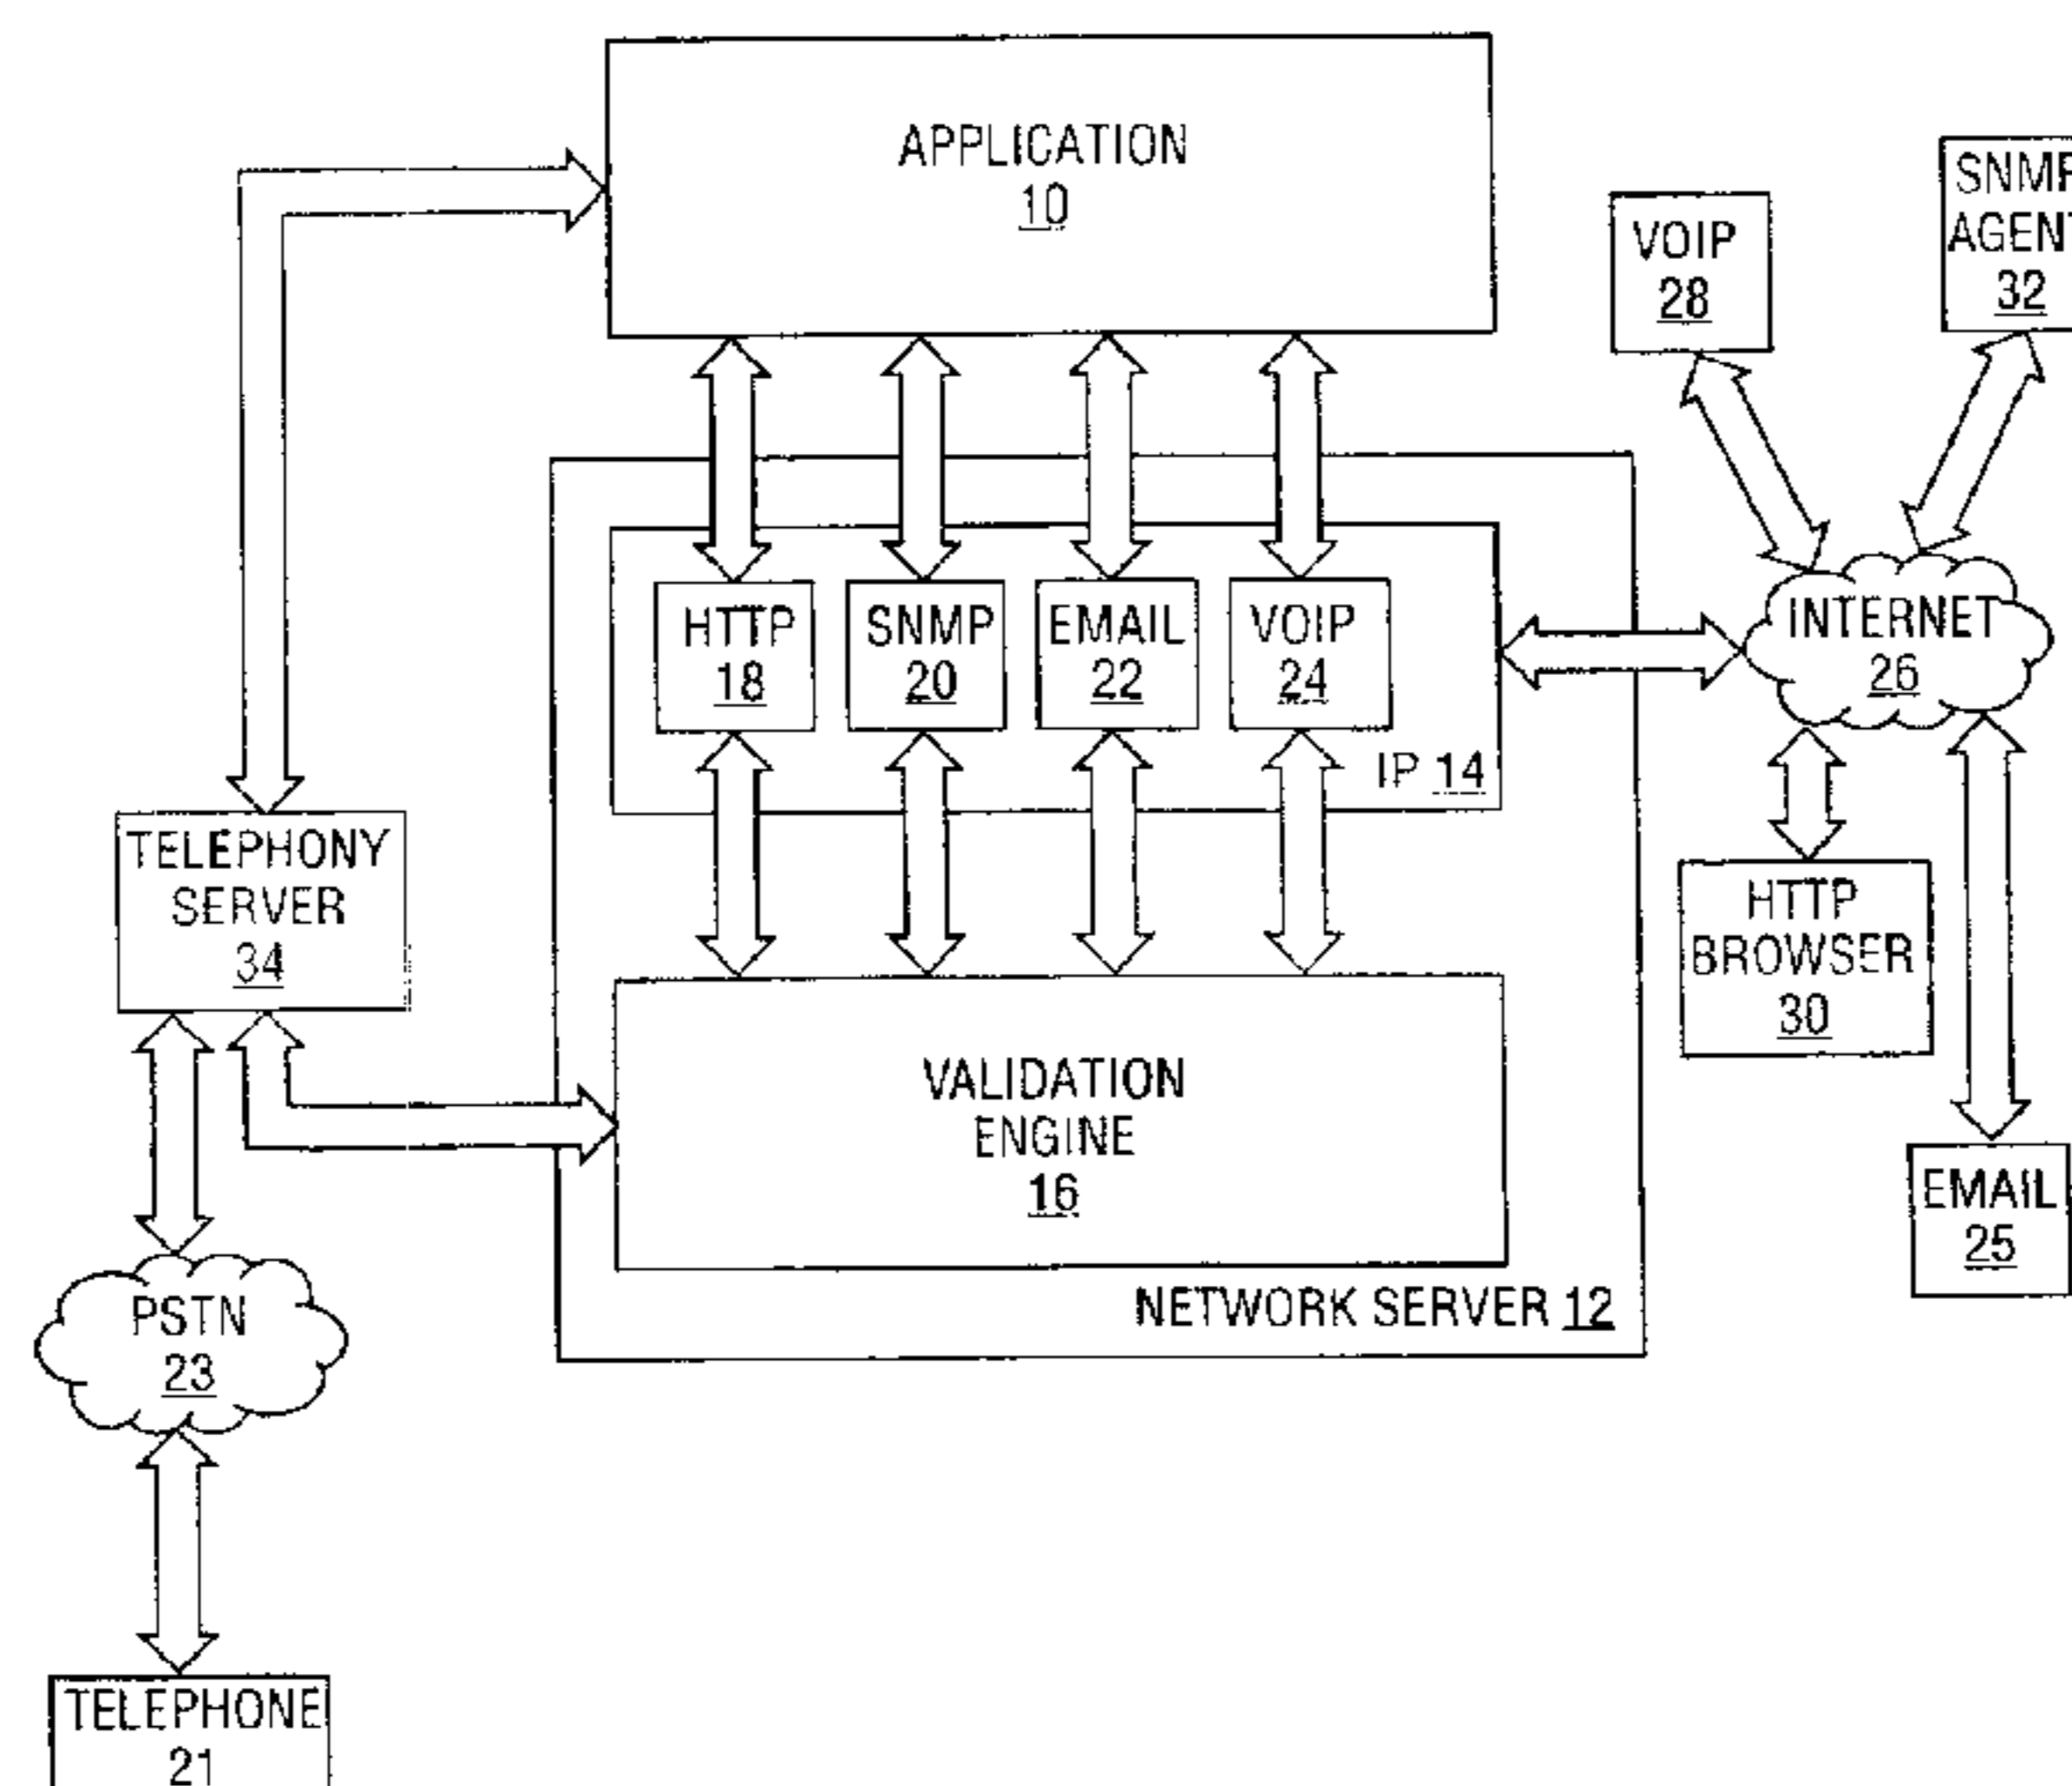 APPLICATION
10
VOIP
28
SNMP
AGENT
32
HTTP
18
SNMP
20
EMAIL
22
VOIP
24
IP 14
INTERNET
26
TELEPHONY
SERVER
34
HTTP
BROWSER
30
VALIDATION
ENGINE
16
EMAIL
25
NETWORK SERVER 12
PSTN
23
TELEPHONE
21